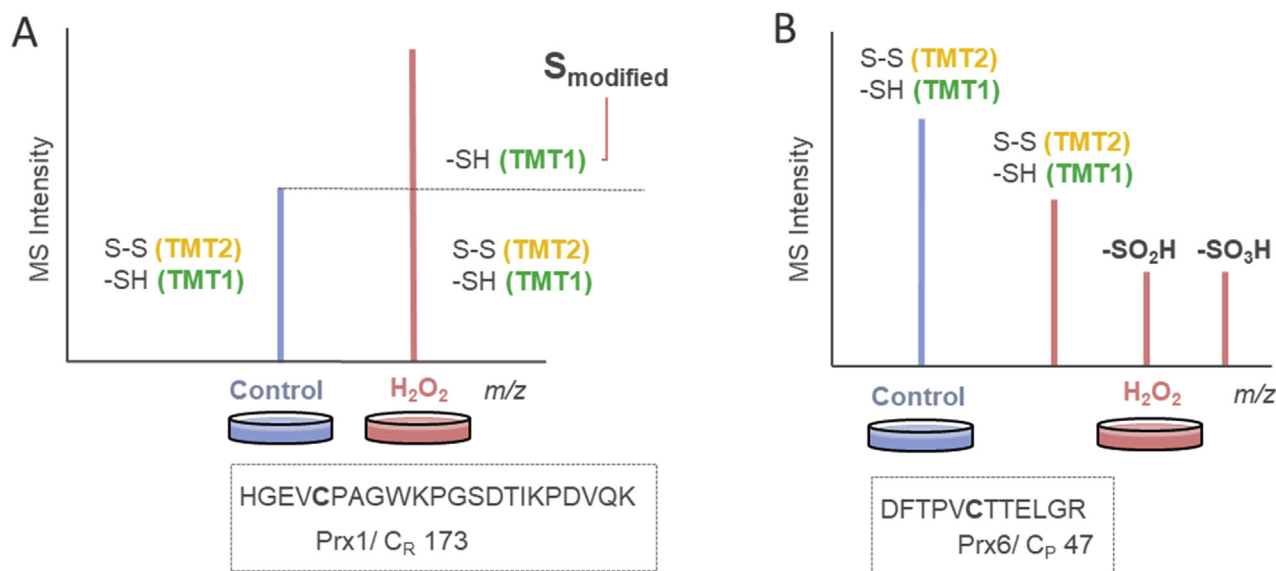 A
MS Intensity
S-S (TMT2)
-SH (TMT1)
Smodified
-SH (TMT1)
S-S (TMT2)
-SH (TMT1)
Control
H2O2
m/z
HGEVCPAGWKPGSDTIKPDVQK
Prx1/ CR 173
B
MS Intensity
S-S (TMT2)
-SH (TMT1)
S-S (TMT2)
-SH (TMT1)
-SO2H
-SO3H
Control
H2O2
m/z
DFTPVCTTELGR
Prx6/ CP 47